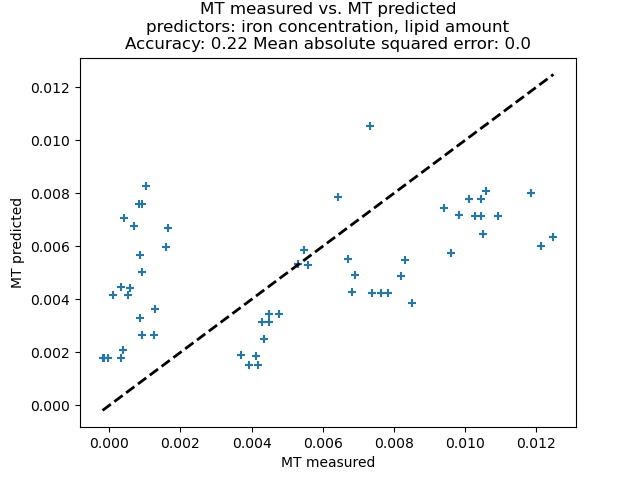 MT measured vs. MT predicted
predictors: iron concentration, lipid amount
Accuracy: 0.22 Mean absolute squared error: 0.0
0.012
0.010
0.008
0.006
0.004
0.002
0.000
MT predicted
0.000 0.002 0.004 0.006 0.008 0.010 0.012
MT measured